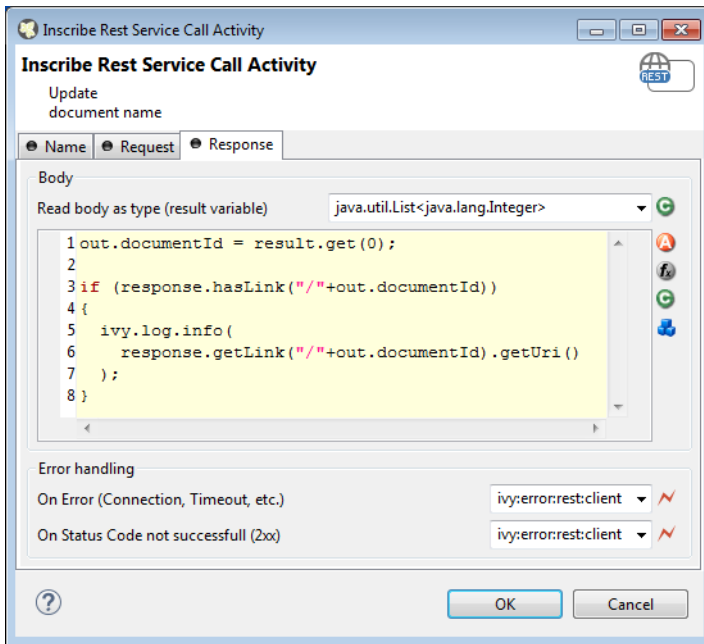 Inscribe Rest Service Call Activity
Inscribe Rest Service Call Activity
REST
Update
document name
Name Request Response
Body
Read body as type (result variable) java.util.List<java.lang.Integer>
1 out.documentId = result.get(0);
2
3 if (response.hasLink("/"+out.documentId))
4 {
5   ivy.log.info(
6     response.getLink("/"+out.documentId).getUri()
7   );
8 }
A
fx
C
C
Error handling
On Error (Connection, Timeout, etc.) ivy:error:rest:client
On Status Code not successfull (2xx) ivy:error:rest:client
? OK Cancel